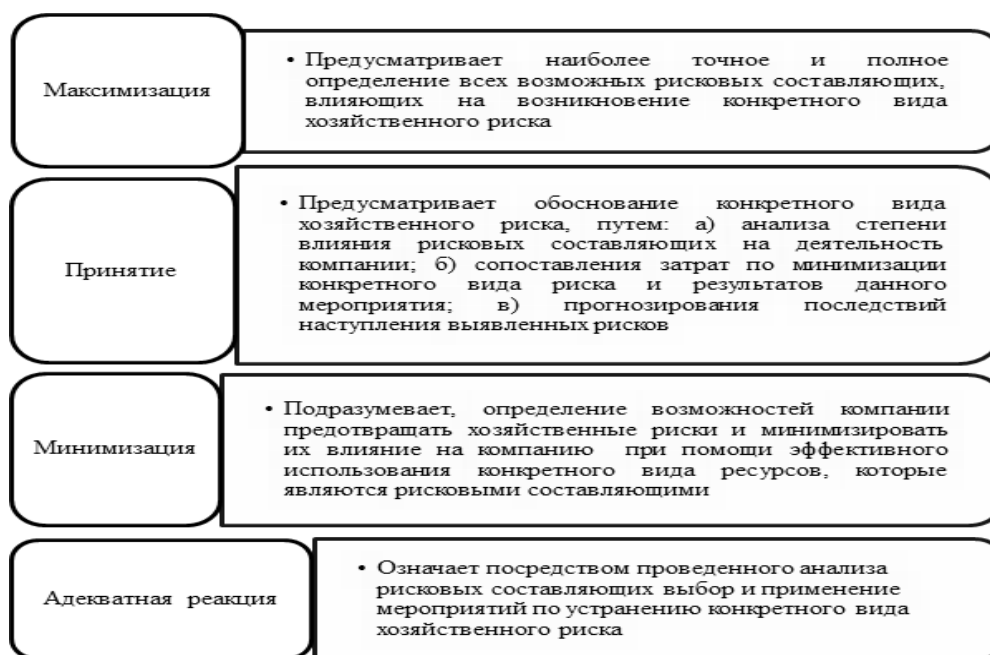 Максимизация
• Предусматривает наиболее точное и полное
определение всех возможных рисковых составляющих,
влияющих на возникновение конкретного вида
хозяйственного риска
Принятие
• Предусматривает обоснование конкретного вида
хозяйственного риска, путем: а) анализа степени
влияния рисковых составляющих на деятельность
компании; б) сопоставления затрат по минимизации
конкретного вида риска и результатов данного
мероприятия; в) прогнозирования последствий
наступления выявленных рисков
Минимизация
• Подразумевает, определение возможностей компании
предотвращать хозяйственные риски и минимизировать
их влияние на компанию при помощи эффективного
использования конкретного вида ресурсов, которые
являются рисковыми составляющими
Адекватная реакция
• Означает посредством проведенного анализа
рисковых составляющих выбор и применение
мероприятий по устранению конкретного вида
хозяйственного риска